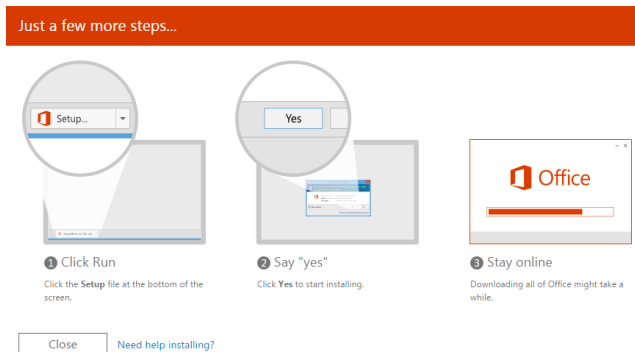 Just a few more steps...
Setup...
Yes
Office
1 Click Run
Click the Setup file at the bottom of the
screen.
2 Say "yes"
Click Yes to start installing.
3 Stay online
Downloading all of Office might take a
while.
Close
Need help installing?